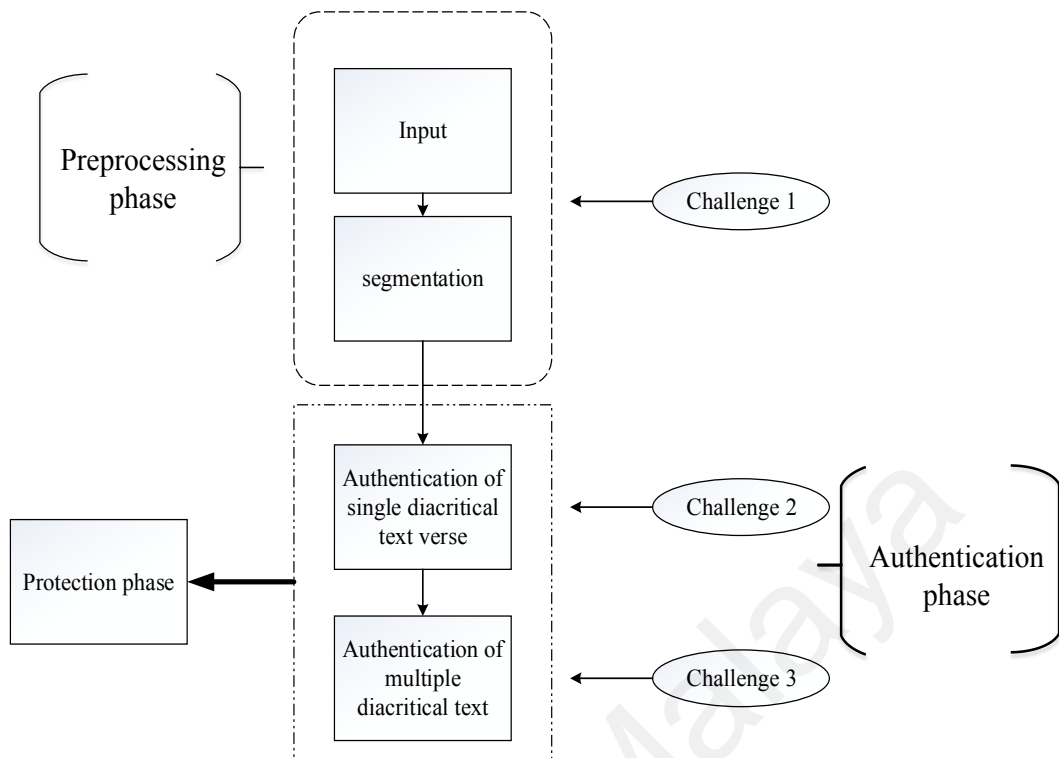 Input
Preprocessing
phase
Challenge 1
segmentation
Authentication of
single diacritical
text verse
Challenge 2
Authentication
phase
Protection phase
Authentication of
multiple
diacritical text
Challenge 3
Malaya